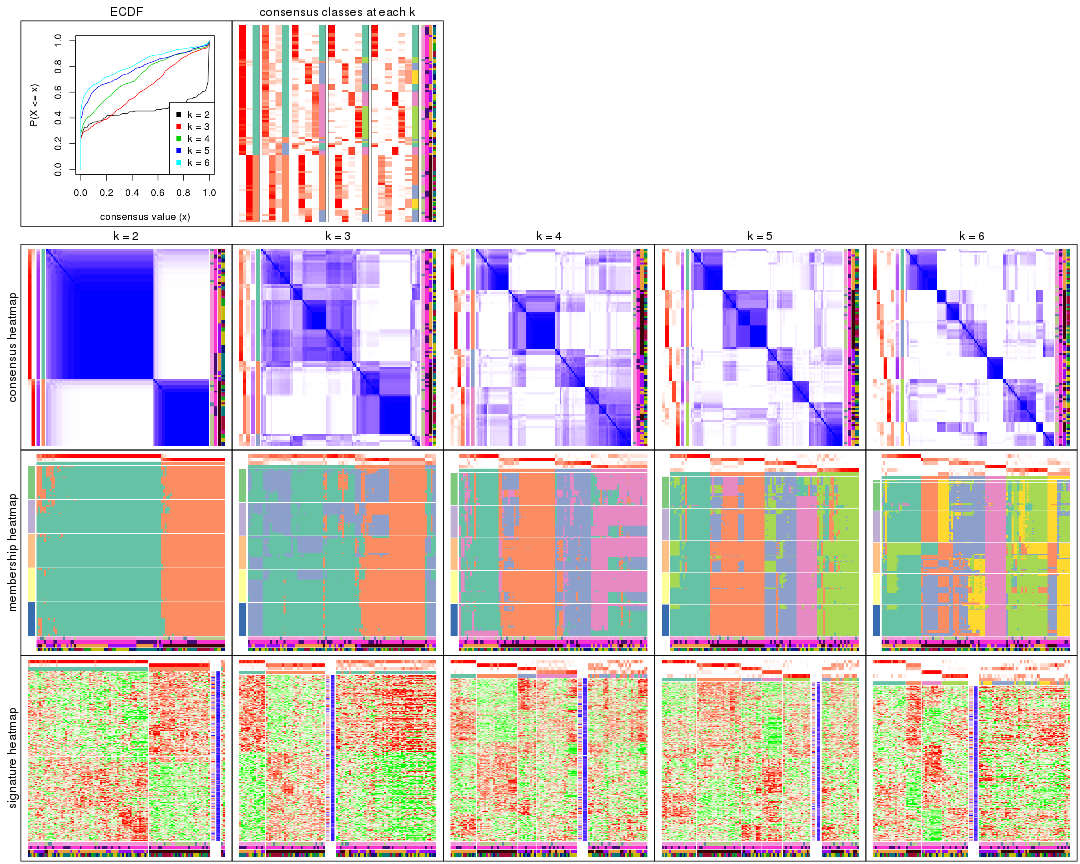 ECDF
consensus classes at each k
P(X <= x)
1.0
0.8
0.6
0.4
0.2
0.0
k = 2
k = 3
k = 4
k = 5
k = 6
0.0 0.2 0.4 0.6 0.8 1.0
consensus value (x)
k = 2 k = 3 k = 4 k = 5 k = 6
consensus heatmap
membership heatmap
signature heatmap